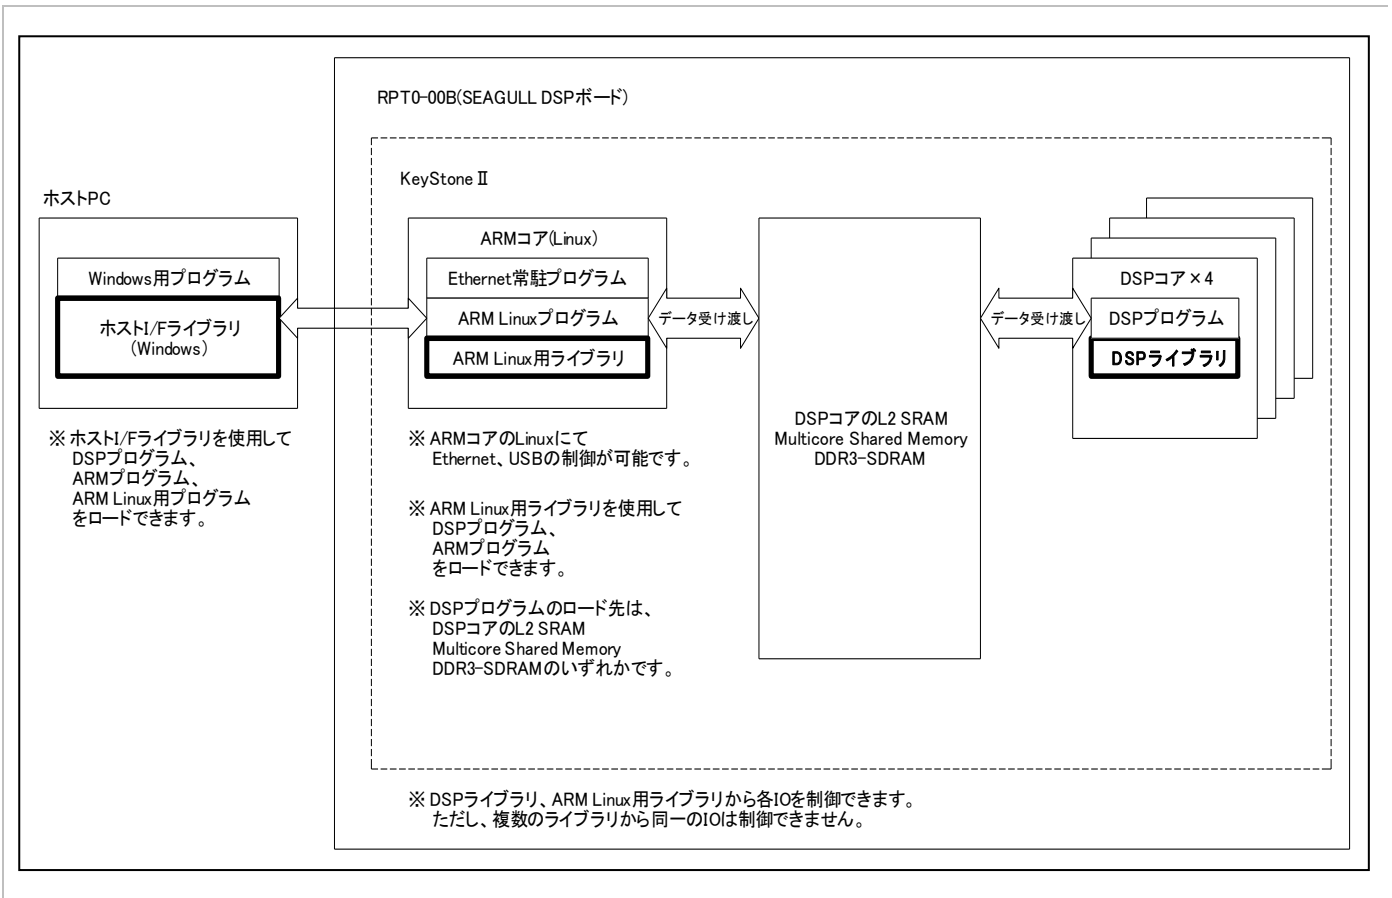 RPT0-00B(SEAGULL DSPボード)
KeyStoneⅡ
ホストPC
Windows用プログラム
ホストI/Fライブラリ
(Windows)
※ ホストI/Fライブラリを使用して
DSPプログラム、
ARMプログラム、
ARM Linux用プログラム
をロードできます。
ARMコア(Linux)
Ethernet常駐プログラム
ARM Linuxプログラム
ARM Linux用ライブラリ
データ受け渡し
※ ARMコアのLinuxにて
Ethernet、USBの制御が可能です。
※ ARM Linux用ライブラリを使用して
DSPプログラム、
ARMプログラム
をロードできます。
※ DSPプログラムのロード先は、
DSPコアのL2 SRAM
Multicore Shared Memory
DDR3-SDRAMのいずれかです。
DSPコアのL2 SRAM
Multicore Shared Memory
DDR3-SDRAM
データ受け渡し
DSPコア×4
DSPプログラム
DSPライブラリ
※ DSPライブラリ、ARM Linux用ライブラリから各IOを制御できます。
ただし、複数のライブラリから同一のIOは制御できません。